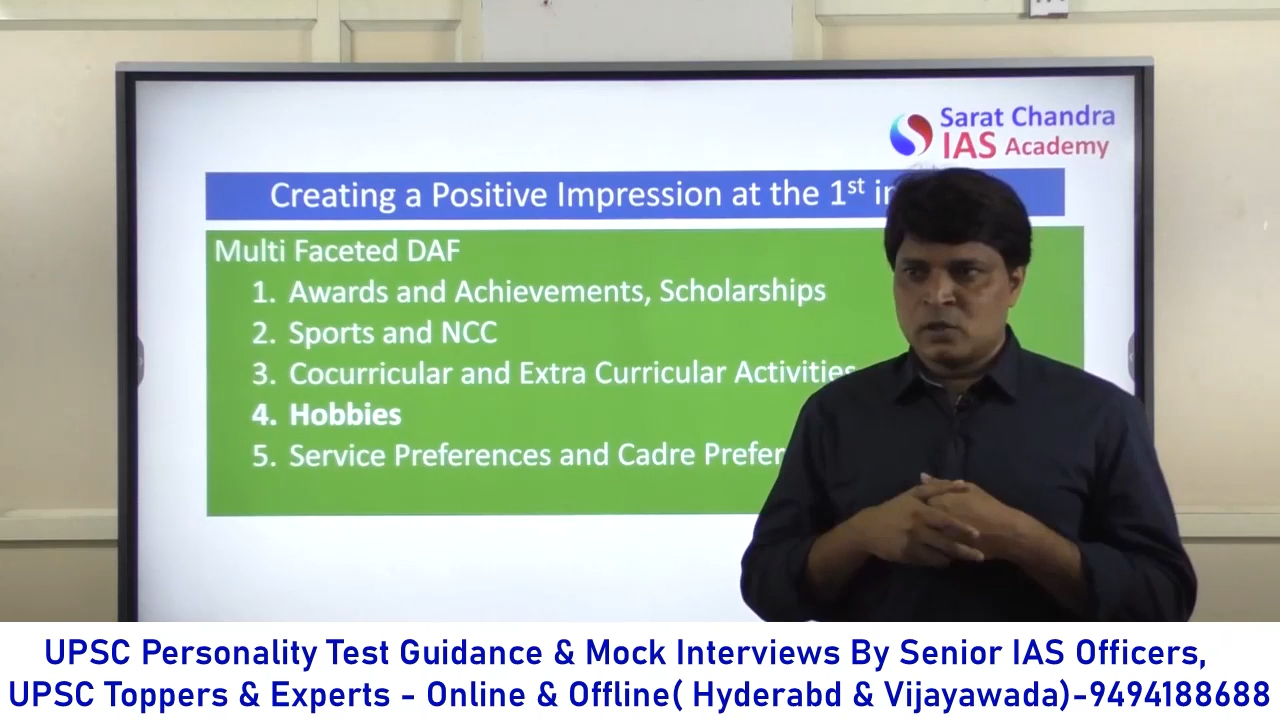 Sarat Chandra
IAS Academy
Creating a Positive Impression at the 1st
Multi Faceted DAF
1. Awards and Achievements, Scholarships
2. Sports and NCC
3. Cocurricular and Extra Curricular Activities
4. Hobbies
5. Service Preferences and Cadre
UPSC Personality Test Guidance & Mock Interviews By Senior IAS Officers,
UPSC Toppers & Experts - Online & Offline( Hyderabd & Vijayawada)-9494188688